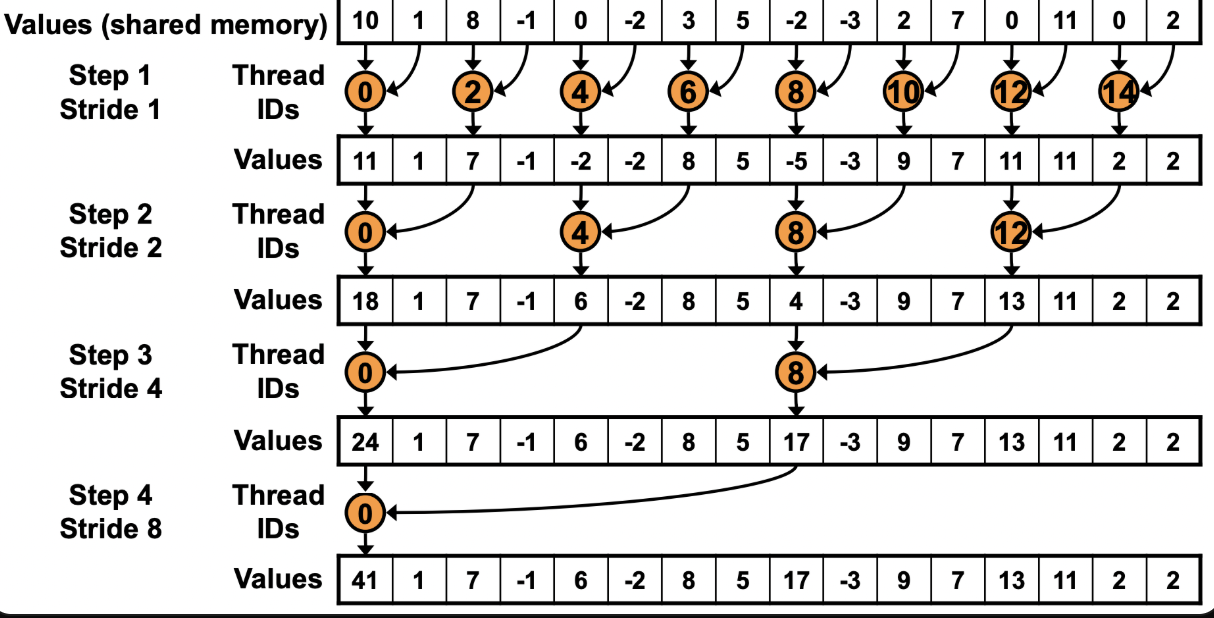 Values (shared memory) 10 1 8 -1 0 -2 3 5 -2 -3 2 7 0 11 0 2
Step 1 Thread 0 2 4 6 8 10 12 14
Stride 1 IDs
Values 11 1 7 -1 -2 -2 8 5 -5 -3 9 7 11 11 2 2
Step 2 Thread 0 4 8 12
Stride 2 IDs
Values 18 1 7 -1 6 -2 8 5 4 -3 9 7 13 11 2 2
Step 3 Thread 0 8
Stride 4 IDs
Values 24 1 7 -1 6 -2 8 5 17 -3 9 7 13 11 2 2
Step 4 Thread 0
Stride 8 IDs
Values 41 1 7 -1 6 -2 8 5 17 -3 9 7 13 11 2 2